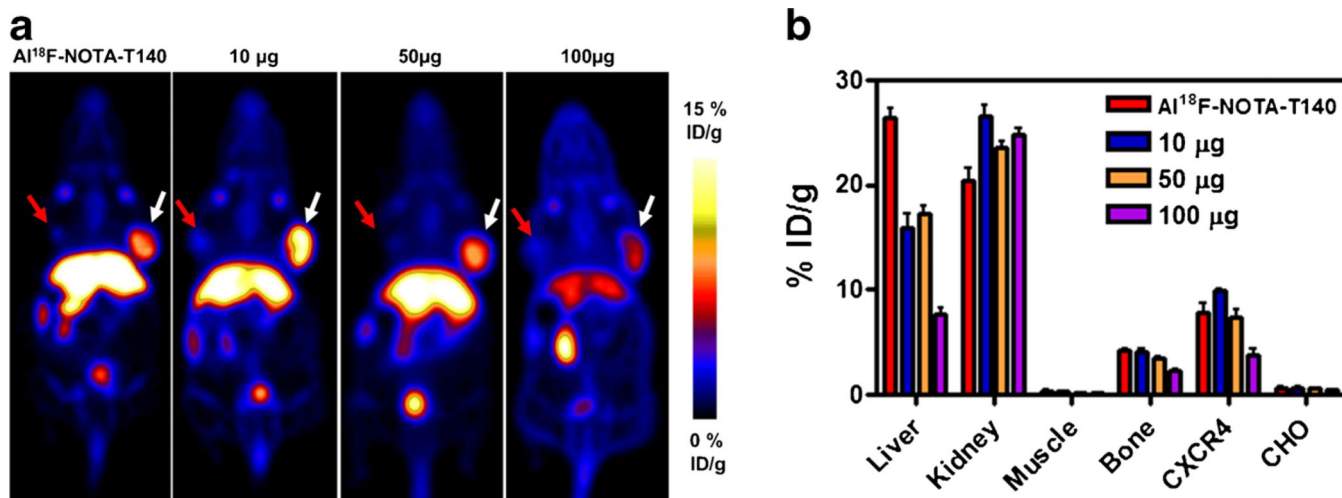 a
Al¹⁸F-NOTA-T140
10 μg
50μg
100μg
15 %
ID/g
0 %
ID/g
b
% ID/g
30
20
10
0
Al¹⁸F-NOTA-T140
10 μg
50 μg
100 μg
Liver
Kidney
Muscle
Bone
CXCR4
CHO